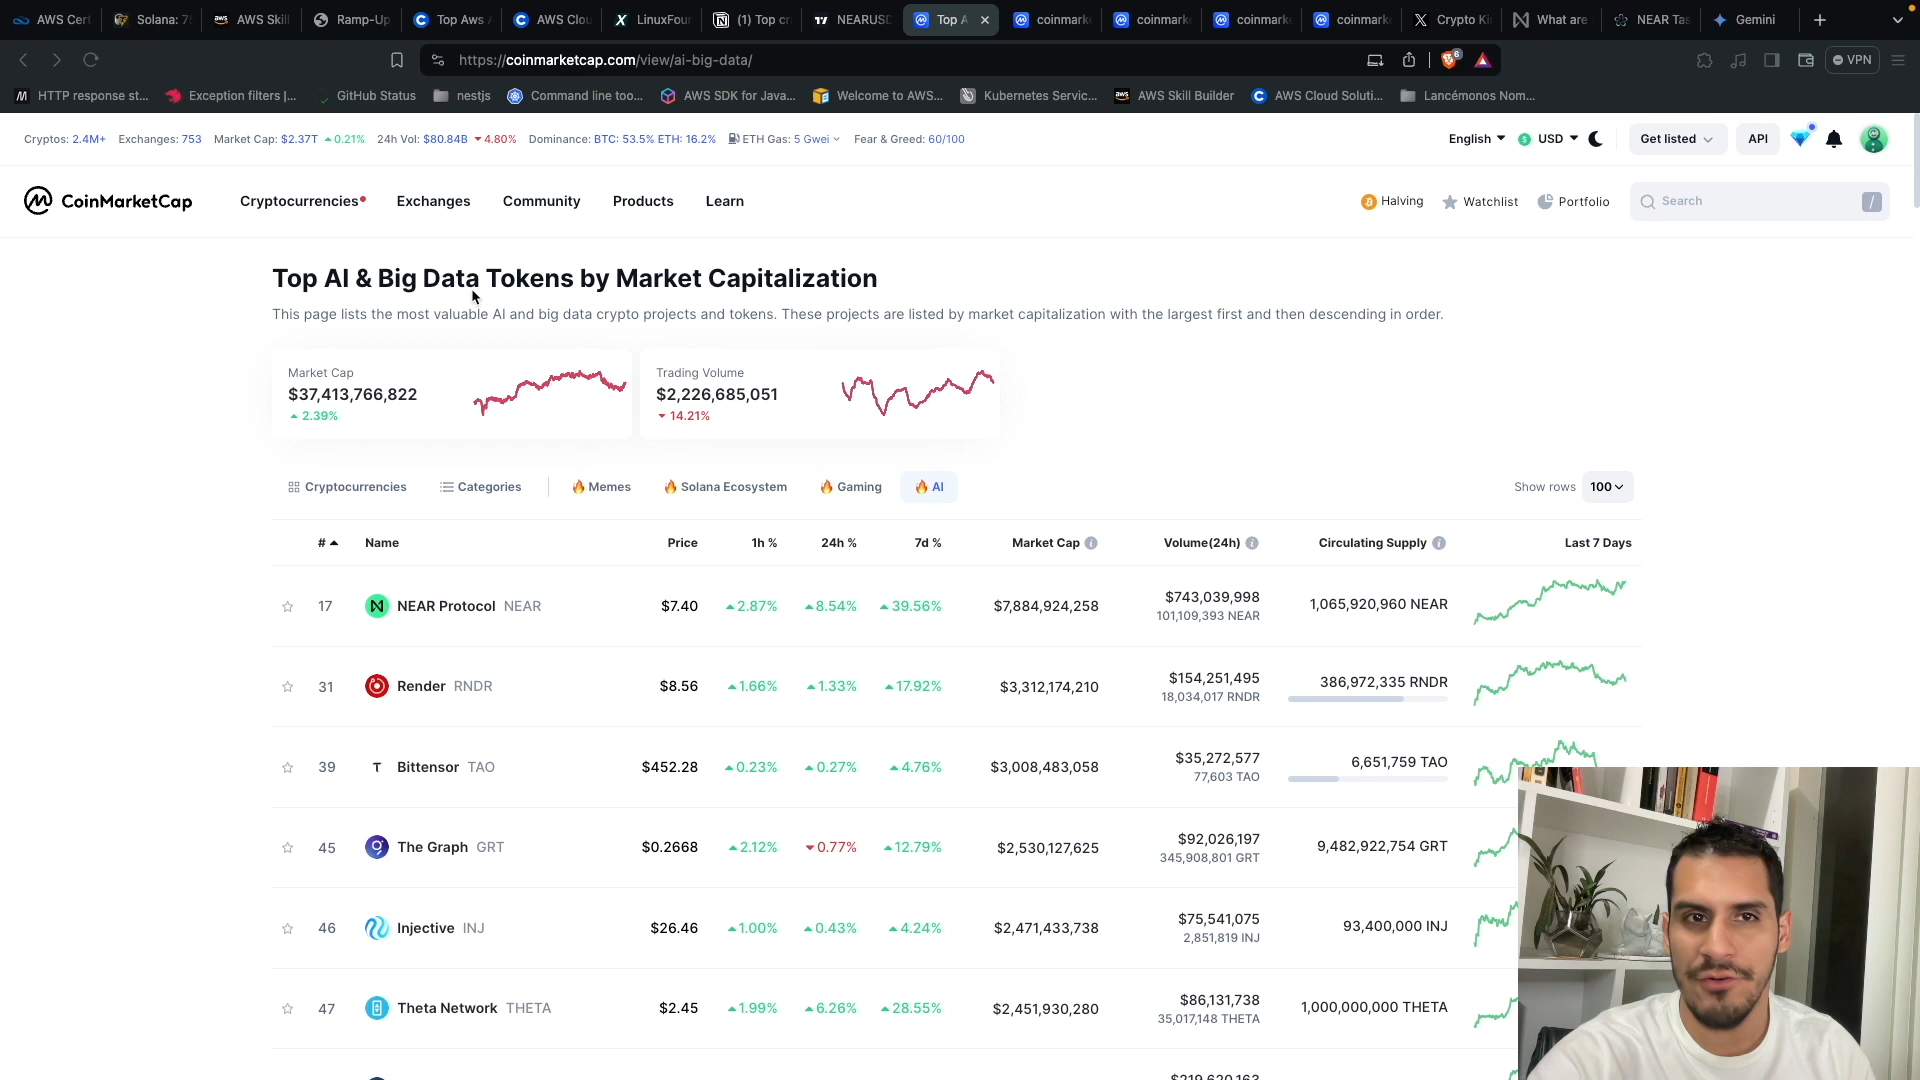 AWS Cert
Solana: 7
AWS Skill
Ramp-Up
Top Aws
AWS Clou
LinuxFour
(1) Top cr
NEARUSD
Top A
coinmark
coinmark
coinmark
coinmark
Crypto Ki
What are
NEAR Tas
Gemini
https://coinmarketcap.com/view/ai-big-data/
6
VPN
HTTP response st...
Exception filters |...
GitHub Status
nestjs
Command line too...
AWS SDK for Java...
Welcome to AWS...
Kubernetes Servic...
AWS Skill Builder
AWS Cloud Soluti...
Lancémonos Nom...
Cryptos: 2.4M+ Exchanges: 753 Market Cap: $2.37T 0.21% 24h Vol: $80.84B 4.80% Dominance: BTC: 53.5% ETH: 16.2% ETH Gas: 5 Gwei Fear & Greed: 60/100
English USD Get listed API
CoinMarketCap
Cryptocurrencies Exchanges Community Products Learn
Halving Watchlist Portfolio Search /
Top AI & Big Data Tokens by Market Capitalization
This page lists the most valuable AI and big data crypto projects and tokens. These projects are listed by market capitalization with the largest first and then descending in order.
Market Cap
$37,413,766,822
2.39%
Trading Volume
$2,226,685,051
14.21%
Cryptocurrencies Categories Memes Solana Ecosystem Gaming AI Show rows 100
# Name Price 1h % 24h % 7d % Market Cap Volume(24h) Circulating Supply Last 7 Days
17 NEAR Protocol NEAR $7.40 2.87% 8.54% 39.56% $7,884,924,258 $743,039,998 1,065,920,960 NEAR
101,109,393 NEAR
31 Render RNDR $8.56 1.66% 1.33% 17.92% $3,312,174,210 $154,251,495 386,972,335 RNDR
18,034,017 RNDR
39 Bittensor TAO $452.28 0.23% 0.27% 4.76% $3,008,483,058 $35,272,577 6,651,759 TAO
77,603 TAO
45 The Graph GRT $0.2668 2.12% 0.77% 12.79% $2,530,127,625 $92,026,197 9,482,922,754 GRT
345,908,801 GRT
46 Injective INJ $26.46 1.00% 0.43% 4.24% $2,471,433,738 $75,541,075 93,400,000 INJ
2,851,819 INJ
47 Theta Network THETA $2.45 1.99% 6.26% 28.55% $2,451,930,280 $86,131,738 1,000,000,000 THETA
35,017,148 THETA